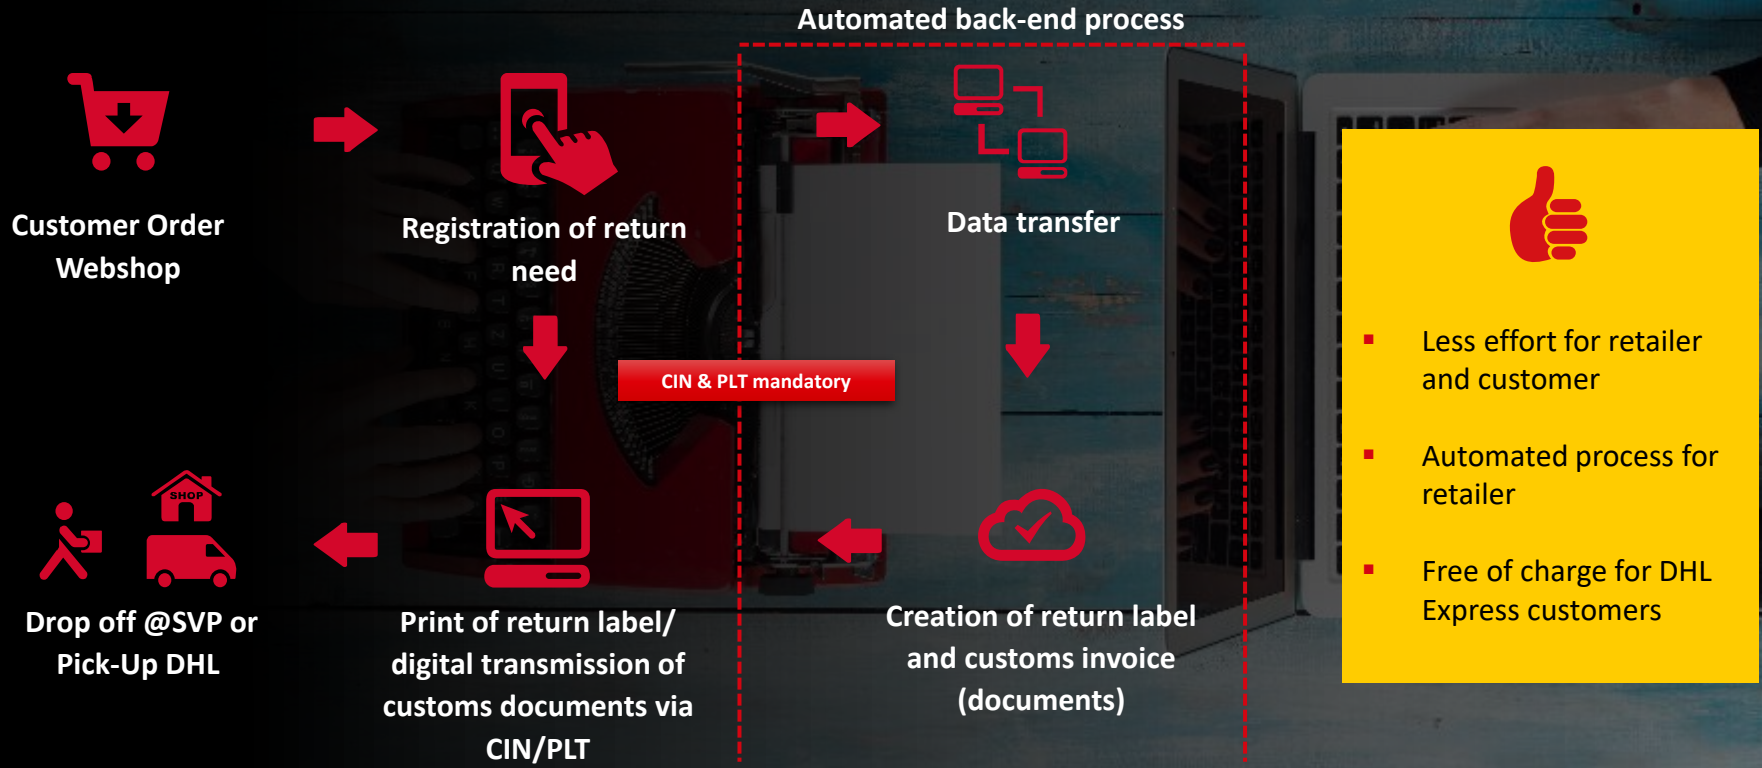 Automated back-end process
Customer Order
Webshop
Registration of return
need
Data transfer
CIN & PLT mandatory
SHOP
Drop off @SVP or
Pick-Up DHL
Print of return label/
digital transmission of
customs documents via
CIN/PLT
Creation of return label
and customs invoice
(documents)
▪ Less effort for retailer
and customer
▪ Automated process for
retailer
▪ Free of charge for DHL
Express customers